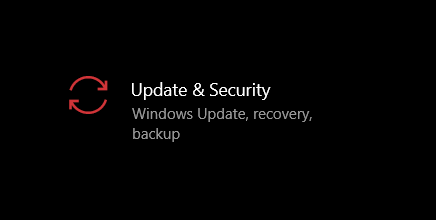 Update & Security
Windows Update, recovery,
backup